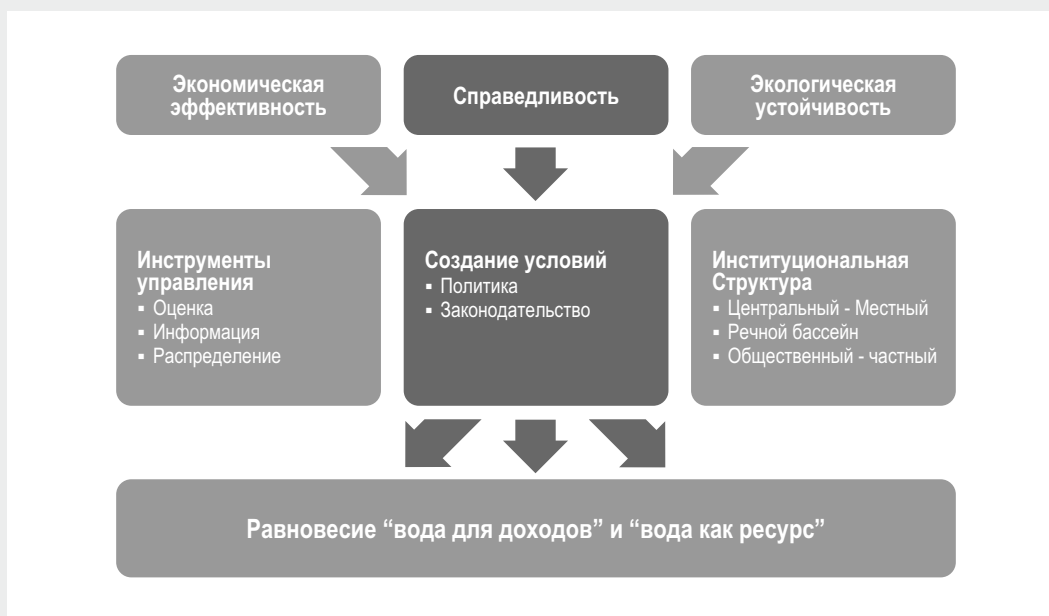 Экономическая
эффективность
Справедливость
Экологическая
устойчивость
Инструменты
управления
▪ Оценка
▪ Информация
▪ Распределение
Создание условий
▪ Политика
▪ Законодательство
Институциональная
Структура
▪ Центральный - Местный
▪ Речной бассейн
▪ Общественный - частный
Равновесие “вода для доходов” и “вода как ресурс”